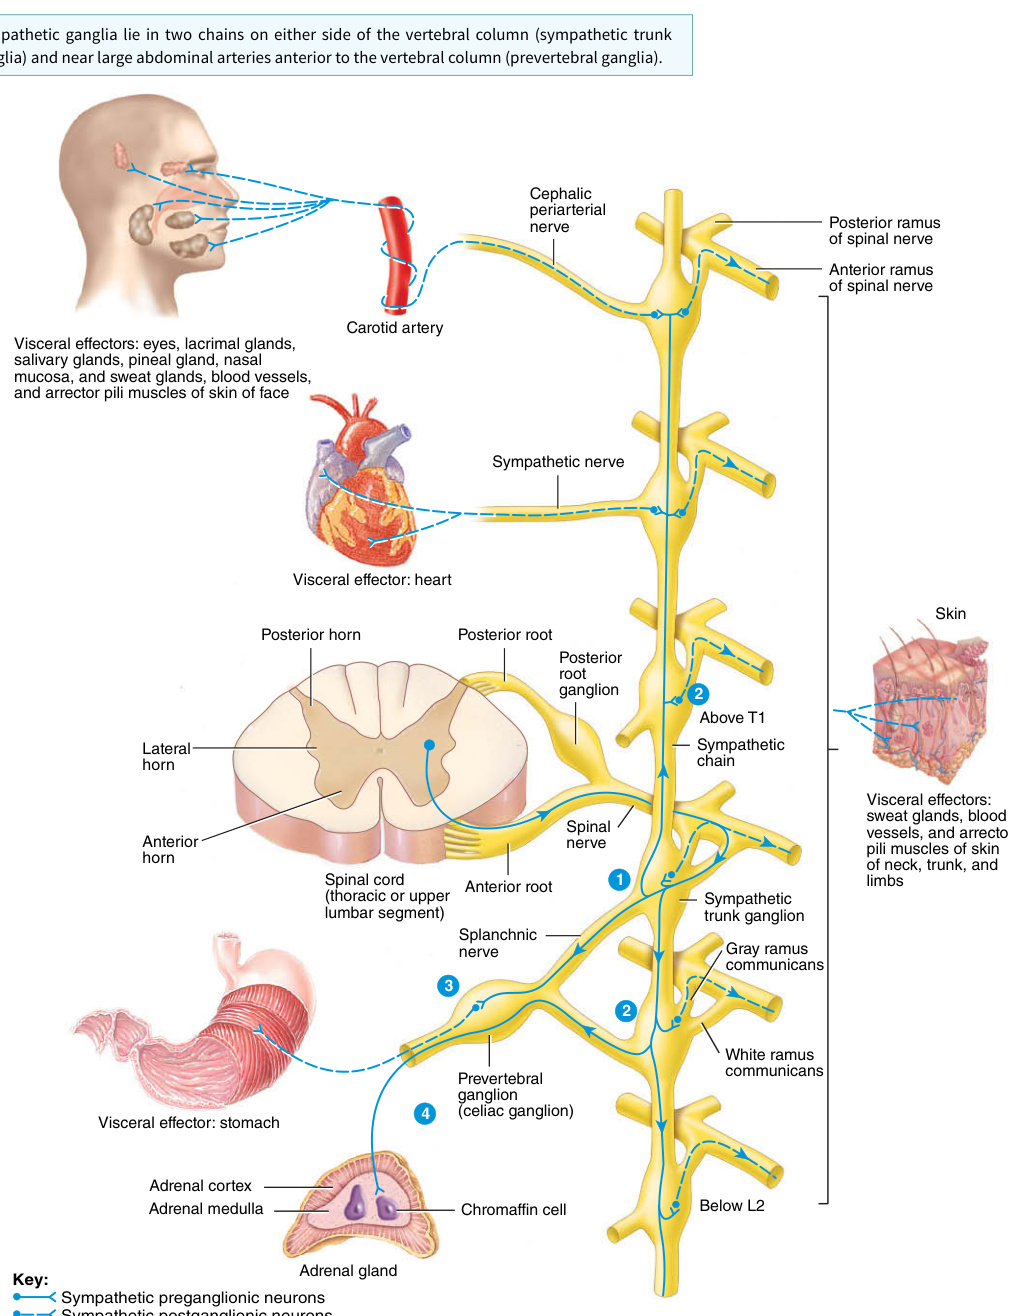 pathetic ganglia lie in two chains on either side of the vertebral column (sympathetic trunk
glia) and near large abdominal arteries anterior to the vertebral column (prevertebral ganglia).
Cephalic
periarterial
nerve
Posterior ramus
of spinal nerve
Anterior ramus
of spinal nerve
Carotid artery
Visceral effectors: eyes, lacrimal glands,
salivary glands, pineal gland, nasal
mucosa, and sweat glands, blood vessels,
and arrector pili muscles of skin of face
Sympathetic nerve
Visceral effector: heart
Skin
Posterior horn
Posterior root
Posterior
root
ganglion
2
Above T1
Sympathetic
chain
Lateral
horn
Anterior
horn
Spinal
nerve
Visceral effectors:
sweat glands, blood
vessels, and arrecto
pili muscles of skin
of neck, trunk, and
limbs
1
Spinal cord
(thoracic or upper
lumbar segment)
Anterior root
Sympathetic
trunk ganglion
Splanchnic
nerve
Gray ramus
communicans
3
2
White ramus
communicans
Prevertebral
ganglion
(celiac ganglion)
4
Visceral effector: stomach
Adrenal cortex
Adrenal medulla
Chromaffin cell
Below L2
Adrenal gland
Key:
Sympathetic preganglionic neurons
Sympathetic postganglionic neurons